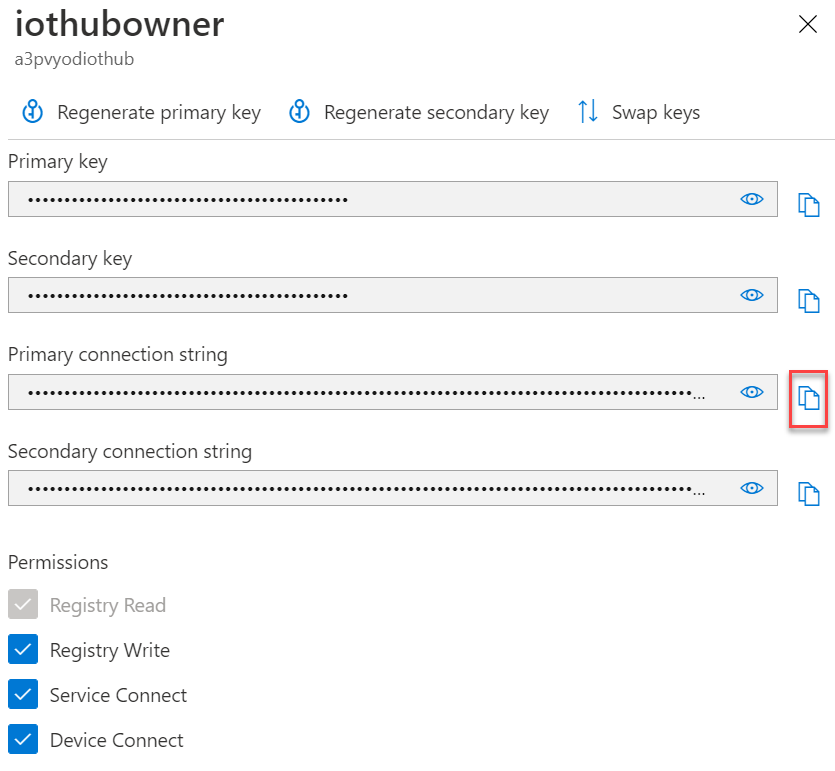 iothubowner
a3pvyodiothub
Regenerate primary key Regenerate secondary key Swap keys
Primary key
Secondary key
Primary connection string
...
Secondary connection string
...
Permissions
Registry Read
Registry Write
Service Connect
Device Connect